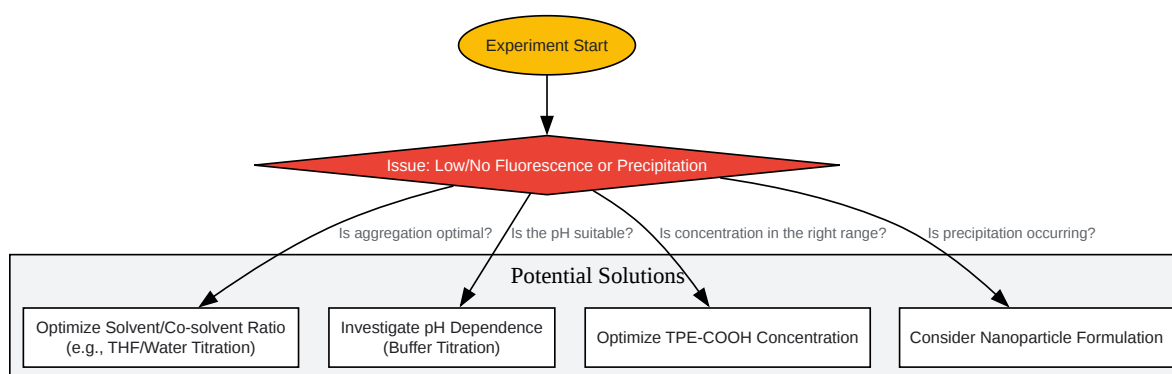 Experiment Start
Issue: Low/No Fluorescence or Precipitation
Is aggregation optimal?
Is the pH suitable?
Is concentration in the right range?
Is precipitation occurring?
Potential Solutions
Optimize Solvent/Co-solvent Ratio
(e.g., THF/Water Titration)
Investigate pH Dependence
(Buffer Titration)
Optimize TPE-COOH Concentration
Consider Nanoparticle Formulation